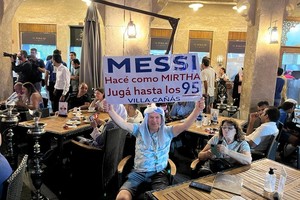 MESSI
Hacé como MIRTHA
Jugá hasta los 95
VILLA CAÑÁS